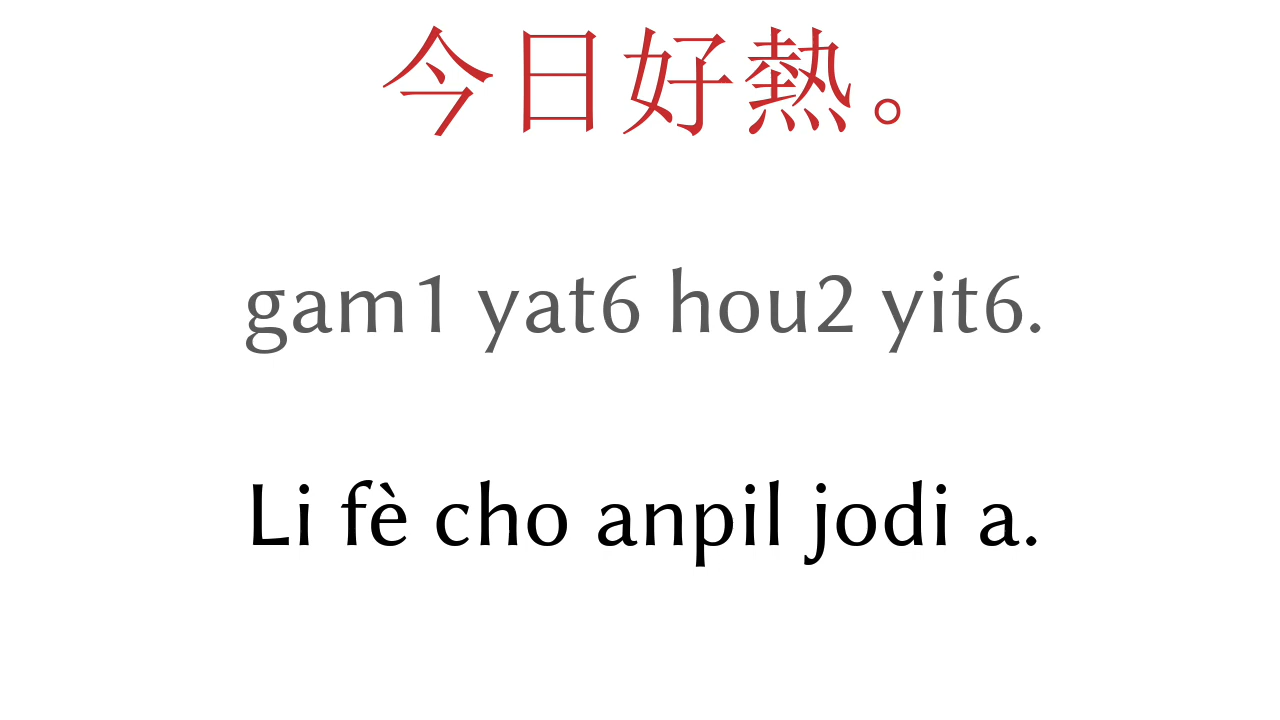 今日好熱。
gam1 yat6 hou2 yit6.
Li fè cho anpil jodi a.